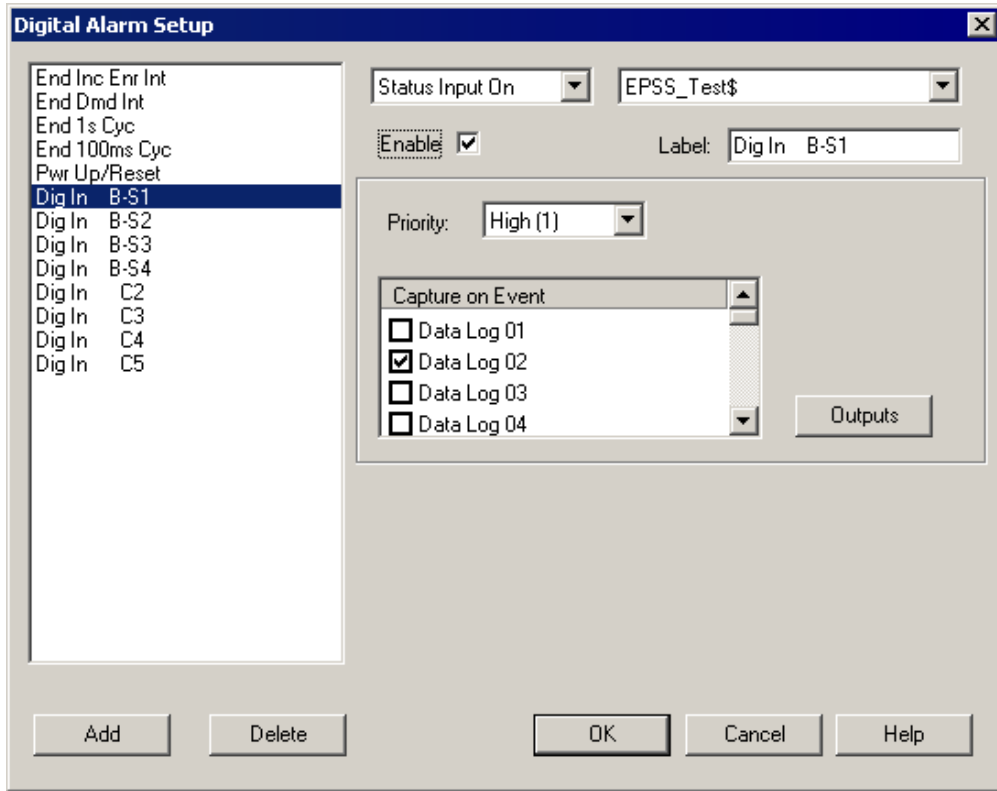 Digital Alarm Setup
End Inc Enr Int
End Dmd Int
End 1s Cyc
End 100ms Cyc
Pwr Up/Reset
Dig In B-S1
Dig In B-S2
Dig In B-S3
Dig In B-S4
Dig In C2
Dig In C3
Dig In C4
Dig In C5
Status Input On
EPSS_Test$
Enable
Label: Dig In B-S1
Priority: High (1)
Capture on Event
Data Log 01
Data Log 02
Data Log 03
Data Log 04
Outputs
Add
Delete
OK
Cancel
Help